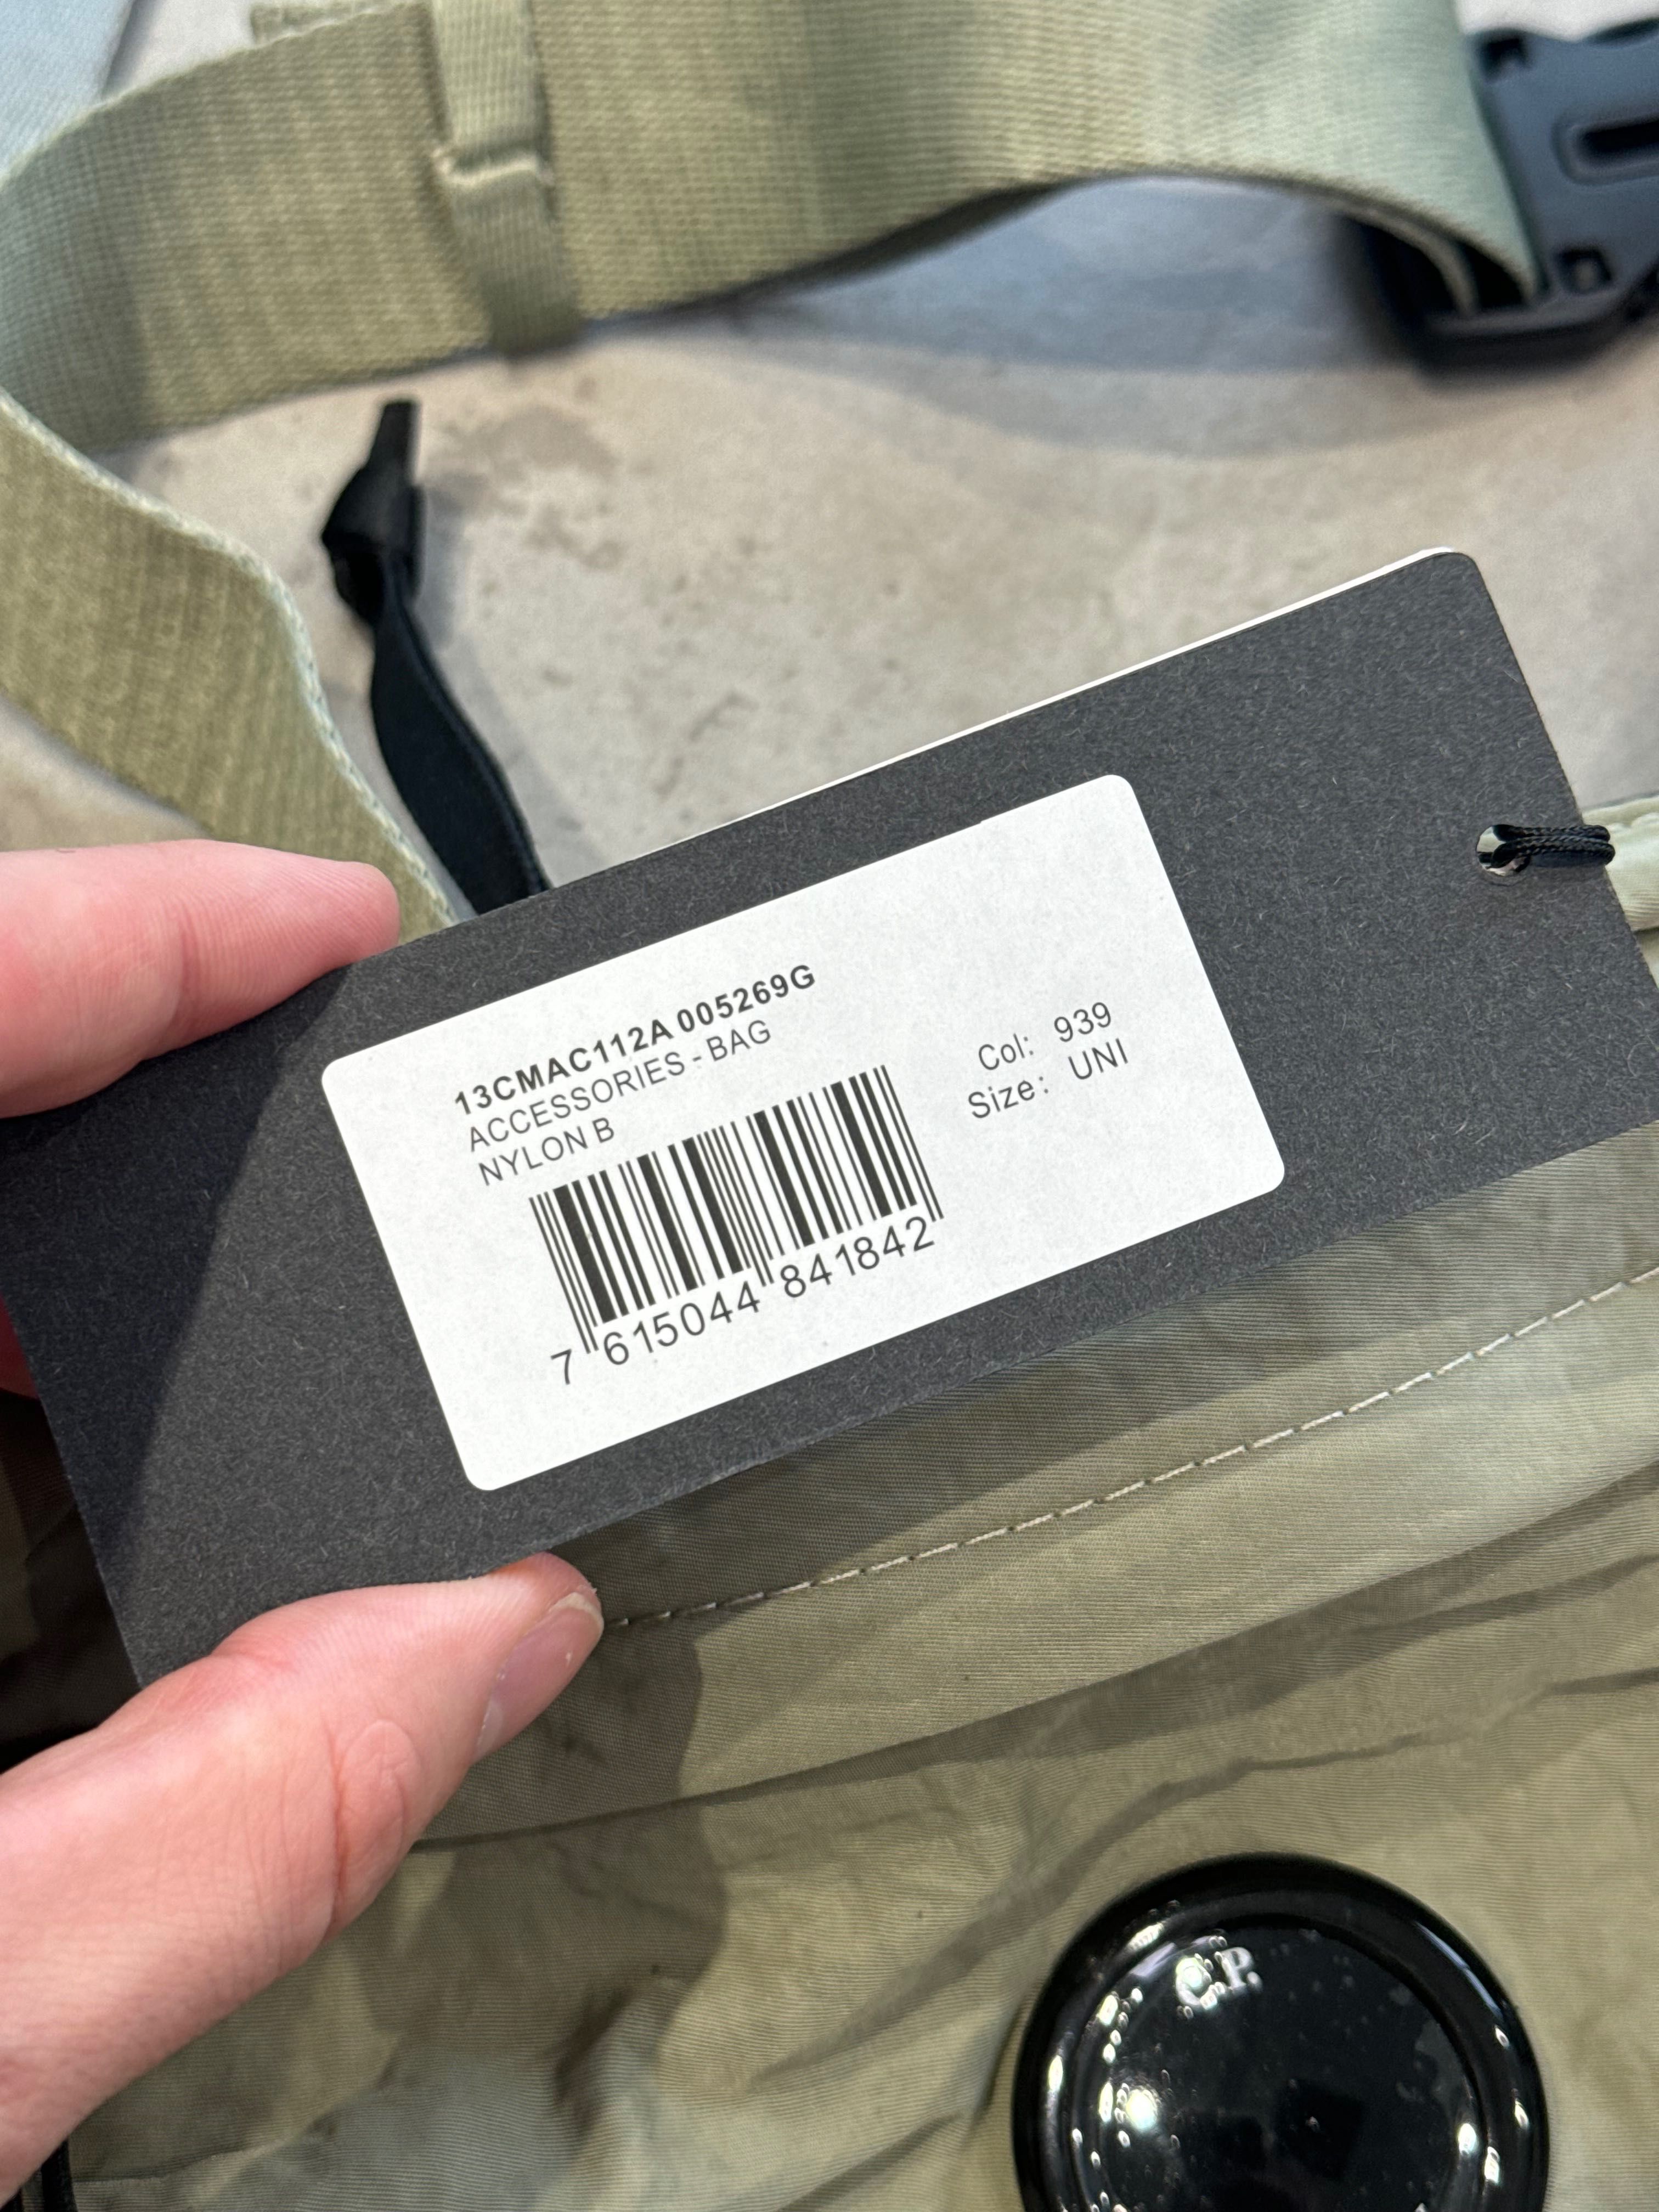 13CMAC112A 005269G
ACCESSORIES - BAG
NYLON B
Col: 939
Size: UNI
7 615044 841842
C.P.